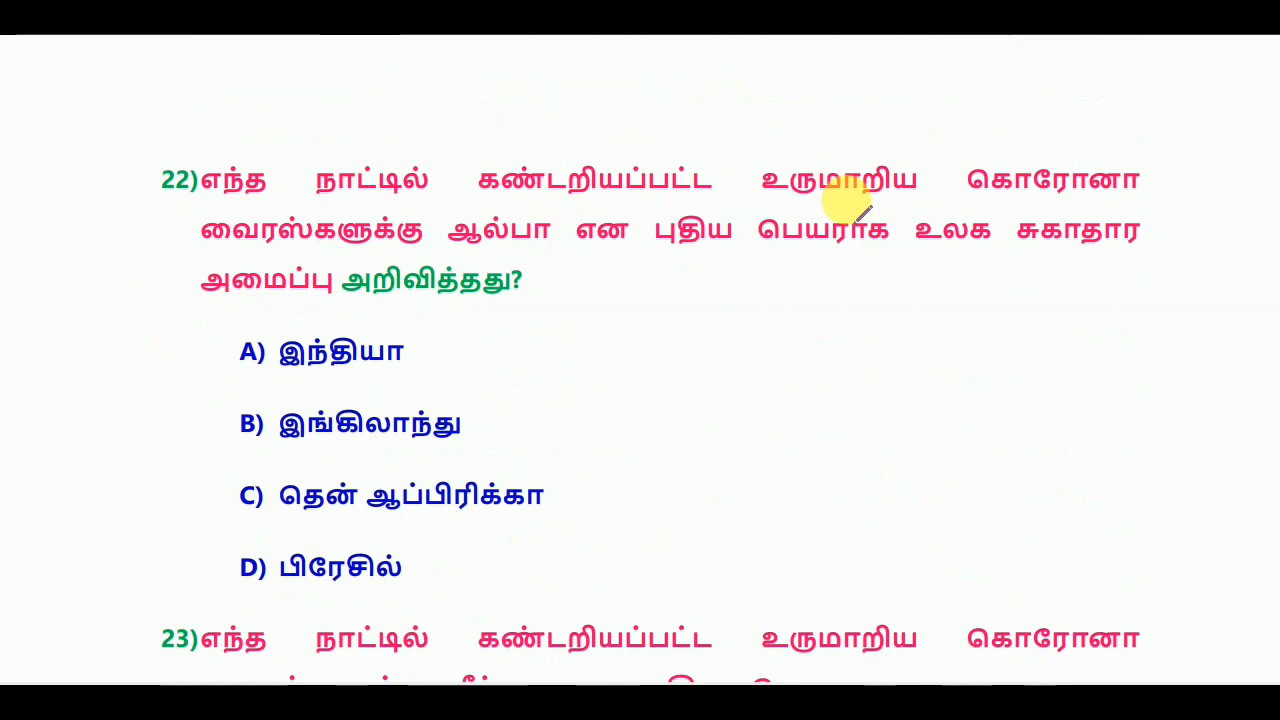 22)எந்த நாட்டில் கண்டறியப்பட்ட உருமாறிய கொரோனா
வைரஸ்களுக்கு ஆல்பா என புதிய பெயராக உலக சுகாதார
அமைப்பு அறிவித்தது?
A) இந்தியா
B) இங்கிலாந்து
C) தென் ஆப்பிரிக்கா
D) பிரேசில்
23)எந்த நாட்டில் கண்டறியப்பட்ட உருமாறிய கொரோனா